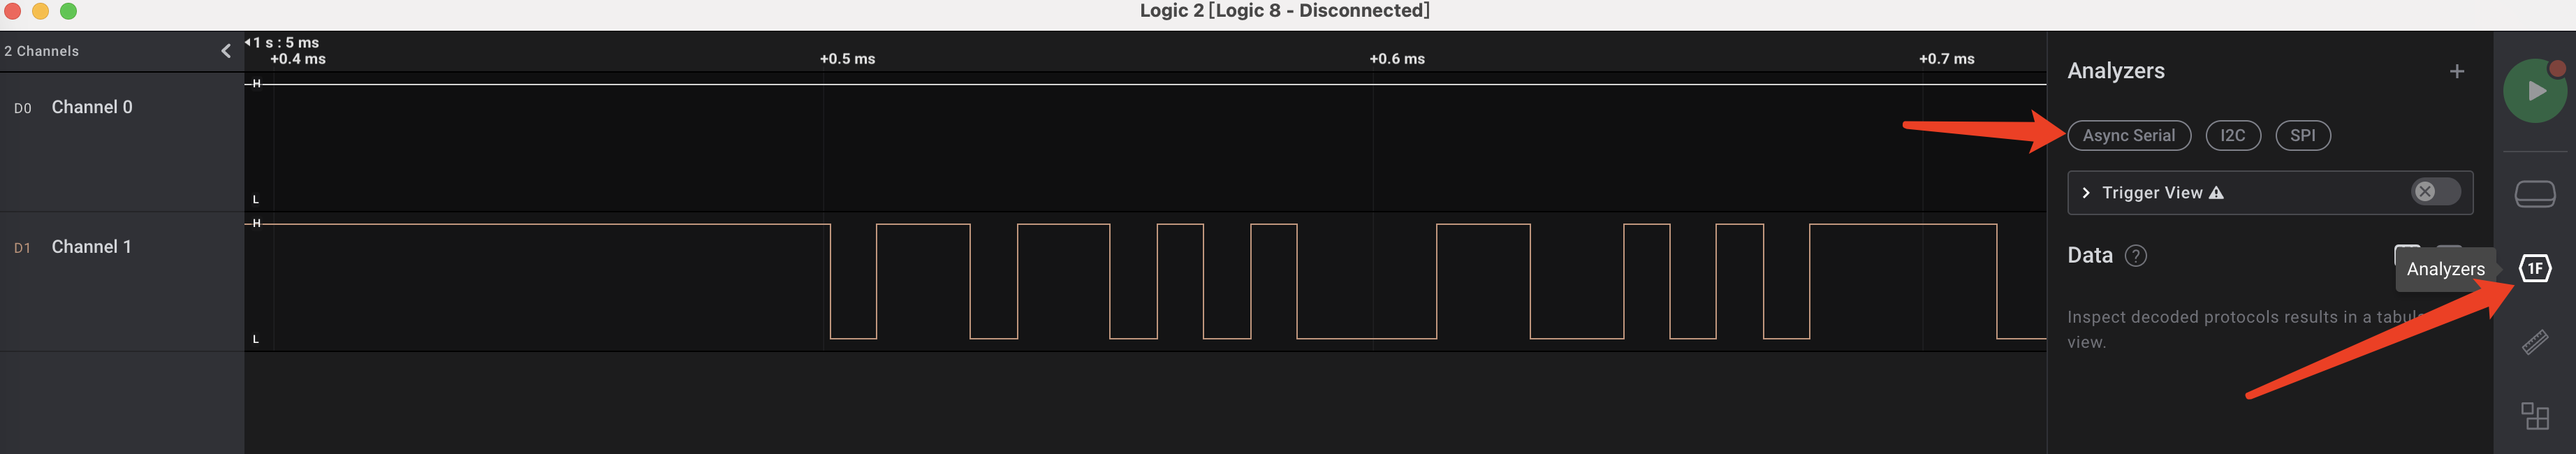 Logic 2 [Logic 8 - Disconnected]
2 Channels
1 s : 5 ms
+0.4 ms
+0.5 ms
+0.6 ms
+0.7 ms
D0 Channel 0
H
L
D1 Channel 1
H
L
Analyzers
Async Serial
I2C
SPI
Trigger View
Data
Analyzers
1F
Inspect decoded protocols results in a
view.